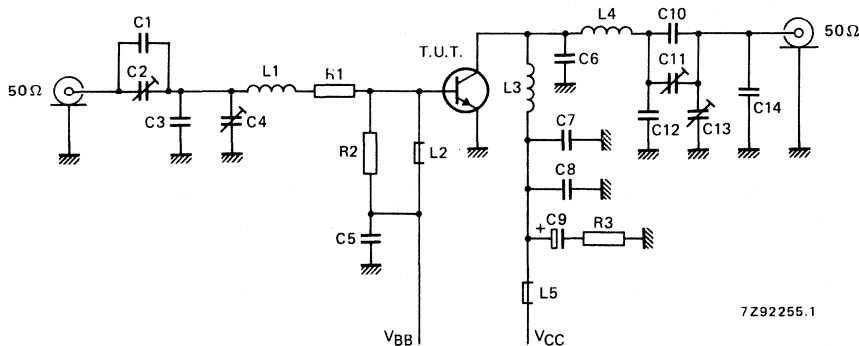 C1
C2
50Ω
C3
C4
L1
R1
R2
L2
C5
V_BB
T.U.T.
L3
C6
L4
C10
C11
C12
C13
C14
50Ω
C7
C8
+ C9
R3
L5
V_CC
7Z92255.1